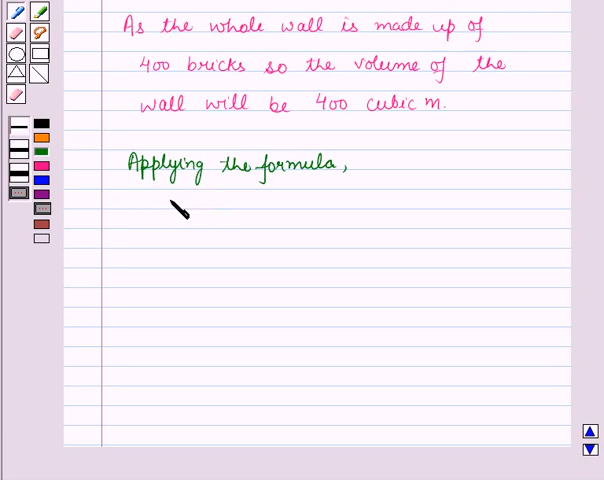 As the whole wall is made up of
400 bricks so the volume of the
wall will be 400 cubic m.
Applying the formula,